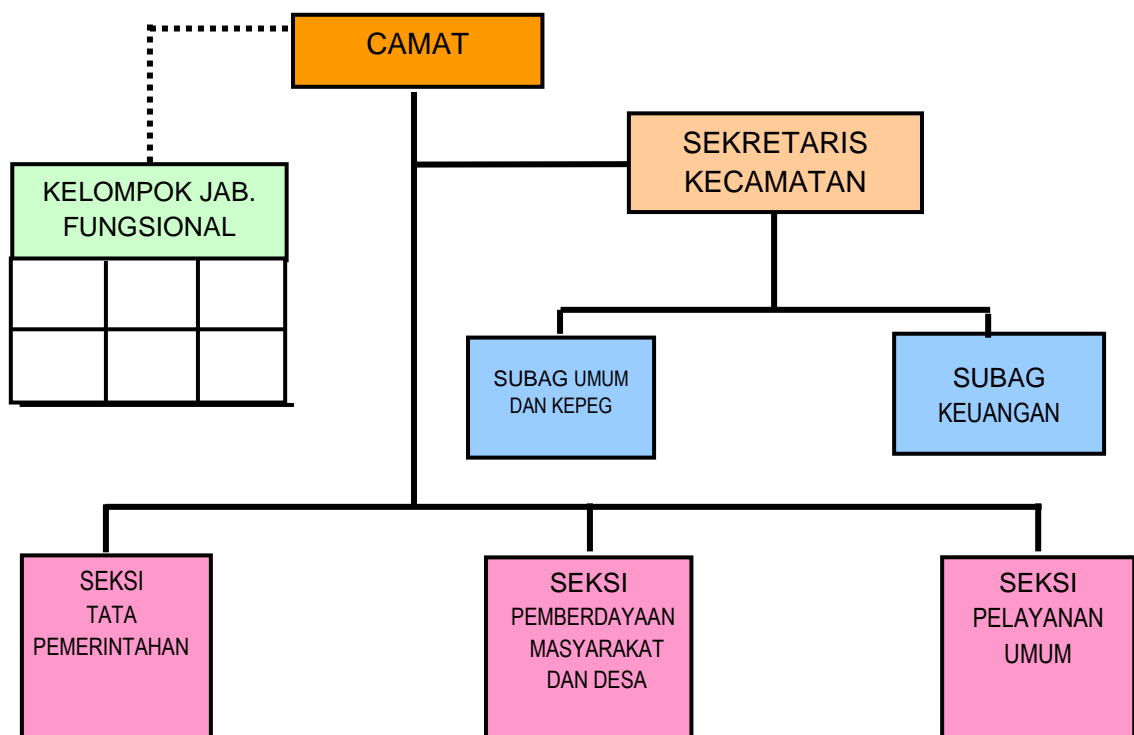 CAMAT
SEKRETARIS
KECAMATAN
KELOMPOK JAB.
FUNGSIONAL
SUBAG UMUM
DAN KEPEG
SUBAG
KEUANGAN
SEKSI
TATA
PEMERINTAHAN
SEKSI
PEMBERDAYAAN
MASYARAKAT
DAN DESA
SEKSI
PELAYANAN
UMUM